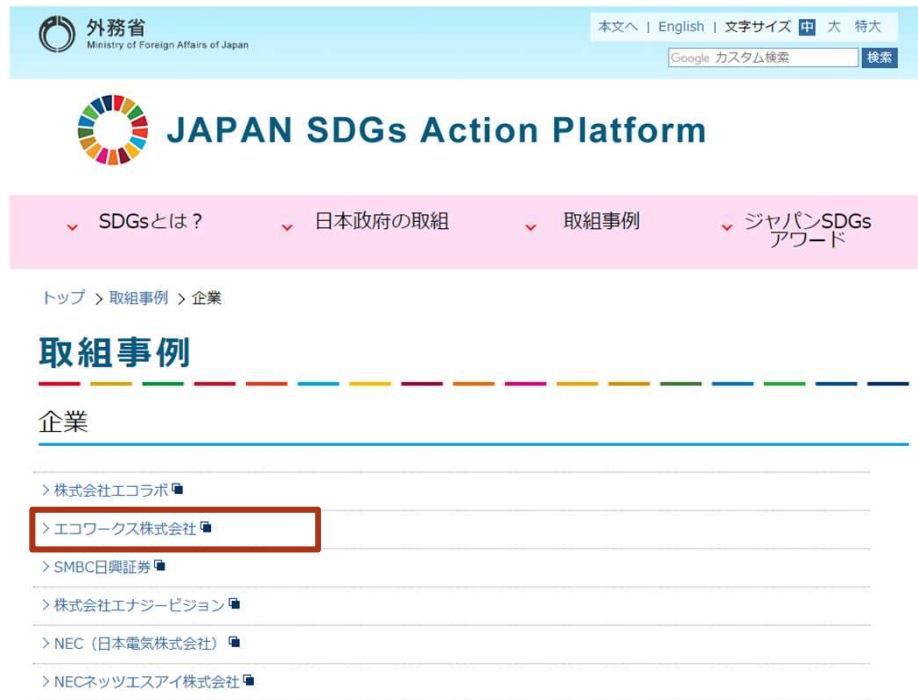 外務省
Ministry of Foreign Affairs of Japan
本文へ | English | 文字サイズ 中 大 特大
Google カスタム検索 検索
JAPAN SDGs Action Platform
SDGsとは？
日本政府の取組
取組事例
ジャパンSDGs
アワード
トップ > 取組事例 > 企業
取組事例
企業
> 株式会社エコラボ
> エコワークス株式会社
> SMBC日興証券
> 株式会社エナジービジョン
> NEC（日本電気株式会社）
> NECネッツエスアイ株式会社